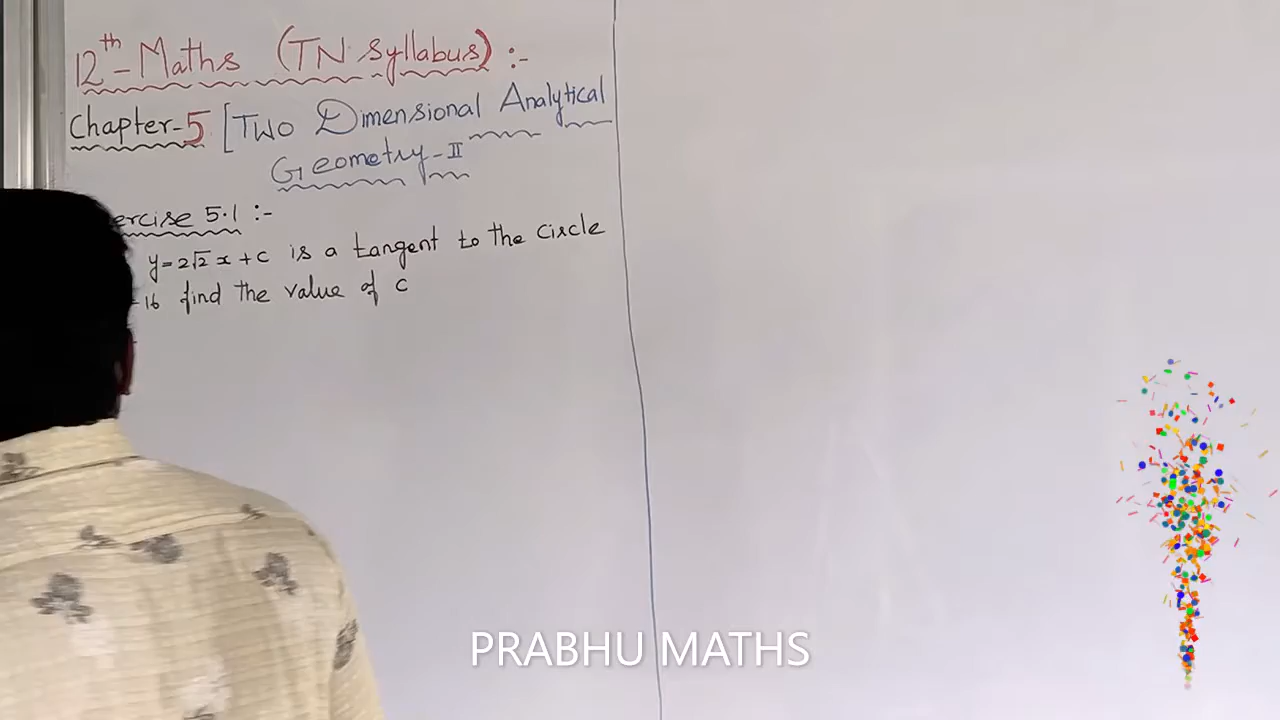 12th - Maths (TN syllabus) :-
Chapter-5 [Two Dimensional Analytical
Geometry - II
ercise 5.1 :-
y=2√2 x + c is a tangent to the circle
=16 find the value of c
PRABHU MATHS